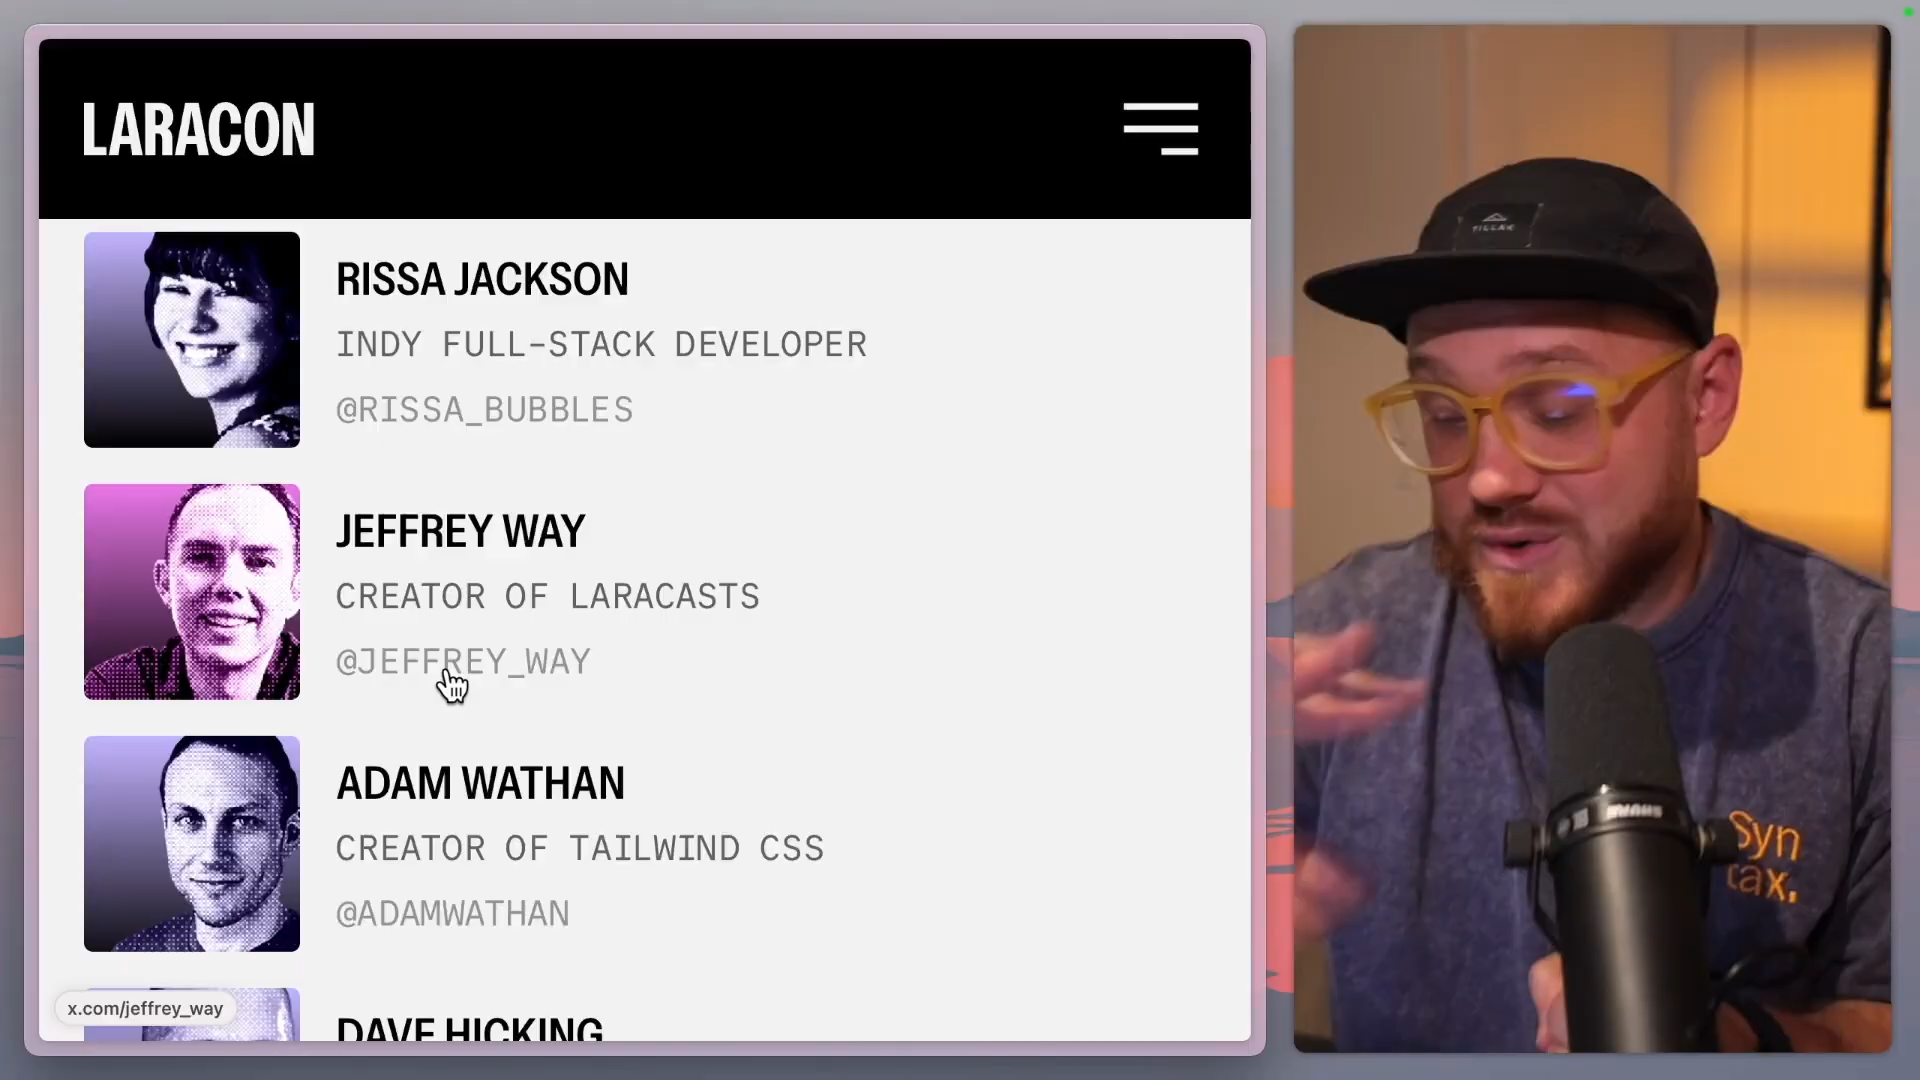 LARACON
RISSA JACKSON
INDY FULL-STACK DEVELOPER
@RISSA_BUBBLES
JEFFREY WAY
CREATOR OF LARACASTS
@JEFFREY_WAY
ADAM WATHAN
CREATOR OF TAILWIND CSS
@ADAMWATHAN
DAVE HICKING
x.com/jeffrey_way
Syn
tax.